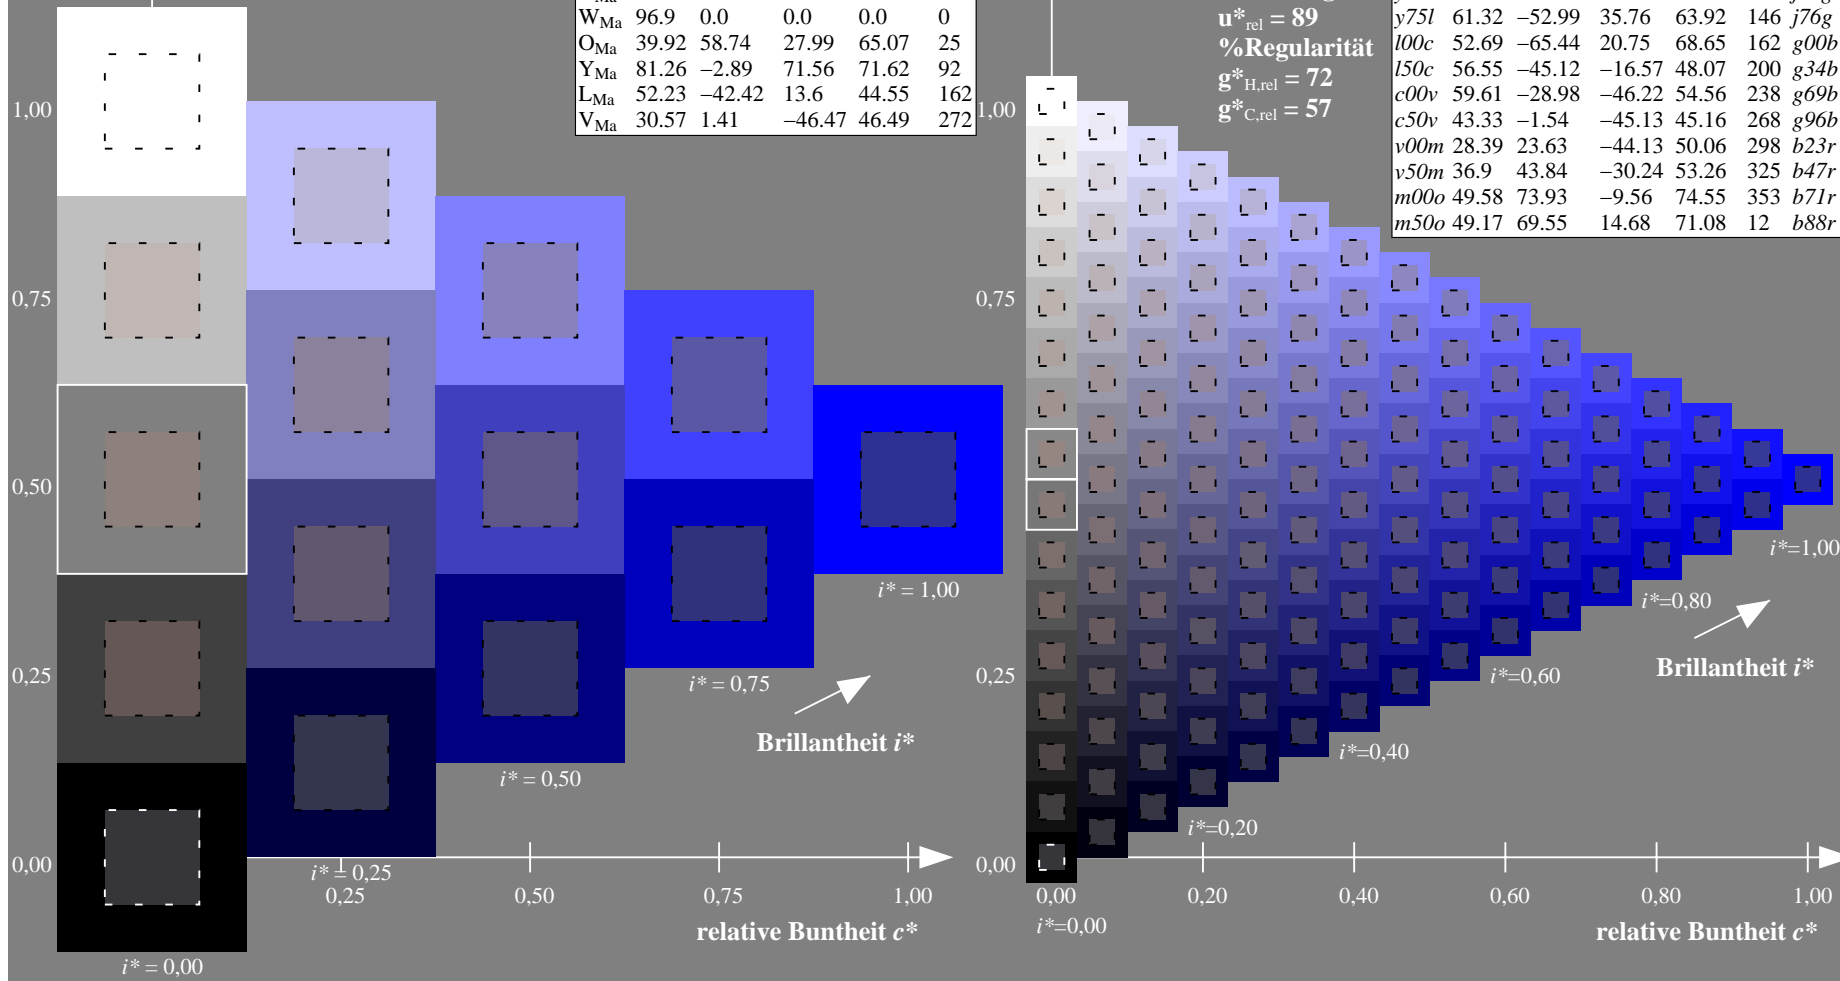 W_Ma 96.9 0.0 0.0 0.0 0
O_Ma 39.92 58.74 27.99 65.07 25
Y_Ma 81.26 −2.89 71.56 71.62 92
L_Ma 52.23 −42.42 13.6 44.55 162
V_Ma 30.57 1.41 −46.47 46.49 272
u*_rel = 89
%Regularität
g*_H,rel = 72
g*_C,rel = 57
y75l 61.32 −52.99 35.76 63.92 146 j76g
l00c 52.69 −65.44 20.75 68.65 162 g00b
l50c 56.55 −45.12 −16.57 48.07 200 g34b
c00v 59.61 −28.98 −46.22 54.56 238 g69b
c50v 43.33 −1.54 −45.13 45.16 268 g96b
v00m 28.39 23.63 −44.13 50.06 298 b23r
v50m 36.9 43.84 −30.24 53.26 325 b47r
m00o 49.58 73.93 −9.56 74.55 353 b71r
m50o 49.17 69.55 14.68 71.08 12 b88r
1,00
0,75
0,50
0,25
0,00
i* = 1,00
i* = 0,75
Brillantheit i*
i* = 0,50
i* = 0,25
0,25 0,50 0,75 1,00
relative Buntheit c*
i* = 0,00
1,00
0,75
0,50
0,25
0,00
i*=1,00
i*=0,80
Brillantheit i*
i*=0,60
i*=0,40
i*=0,20
0,00 0,20 0,40 0,60 0,80 1,00
i*=0,00
relative Buntheit c*